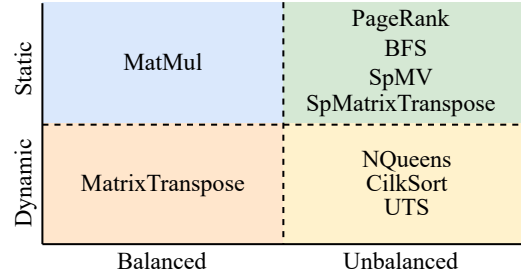 Static
MatMul
PageRank
BFS
SpMV
SpMatrixTranspose
Dynamic
MatrixTranspose
NQueens
CilkSort
UTS
Balanced
Unbalanced